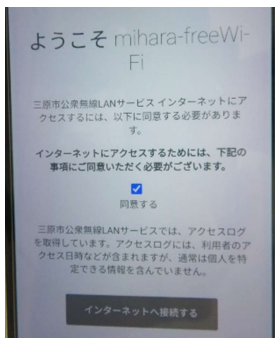 ようこそ mihara-freeWi-
Fi
三原市公衆無線LANサービス インターネットにア
クセスするには、以下に同意する必要がありま
す。
インターネットにアクセスするためには、下記の
事項にご同意いただく必要がございます。
同意する
三原市公衆無線LANサービスでは、アクセスログ
を取得しています。アクセスログには、利用者のア
クセス日時などが含まれますが、通常は個人を特
定できる情報を含んでいません。
インターネットへ接続する